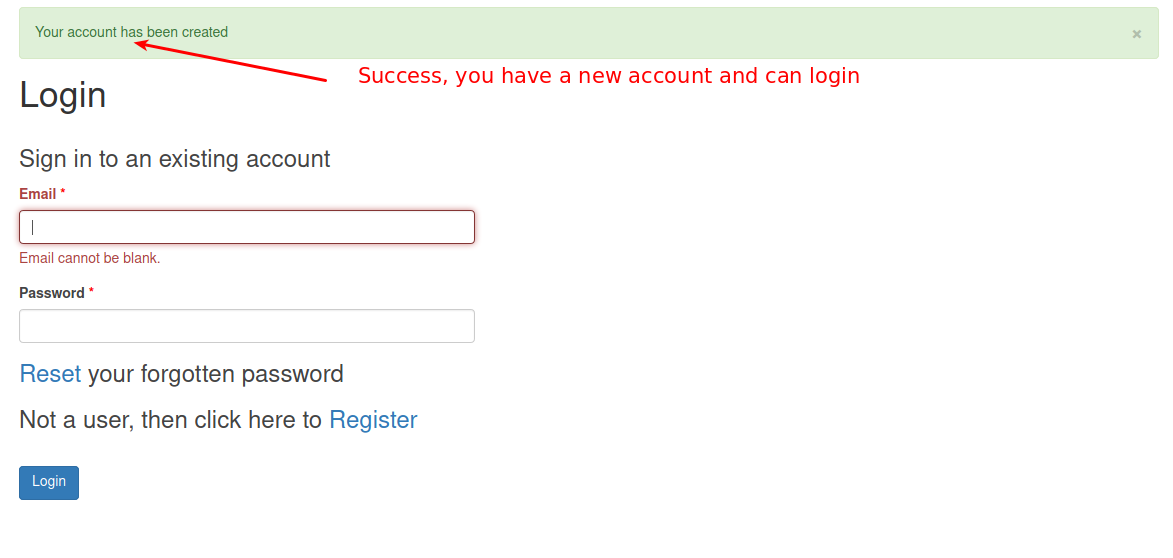 Your account has been created ×
Success, you have a new account and can login
Login
Sign in to an existing account
Email *
Email cannot be blank.
Password *
Reset your forgotten password
Not a user, then click here to Register
Login